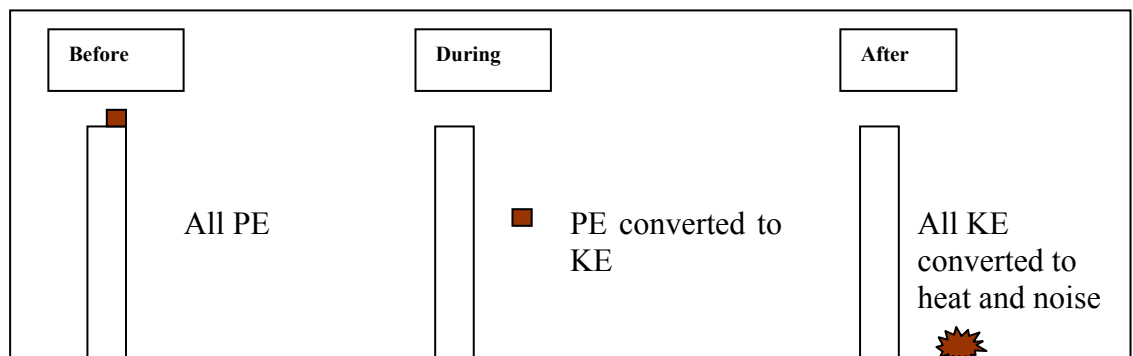 Before
During
After
All PE
PE converted to
KE
All KE
converted to
heat and noise